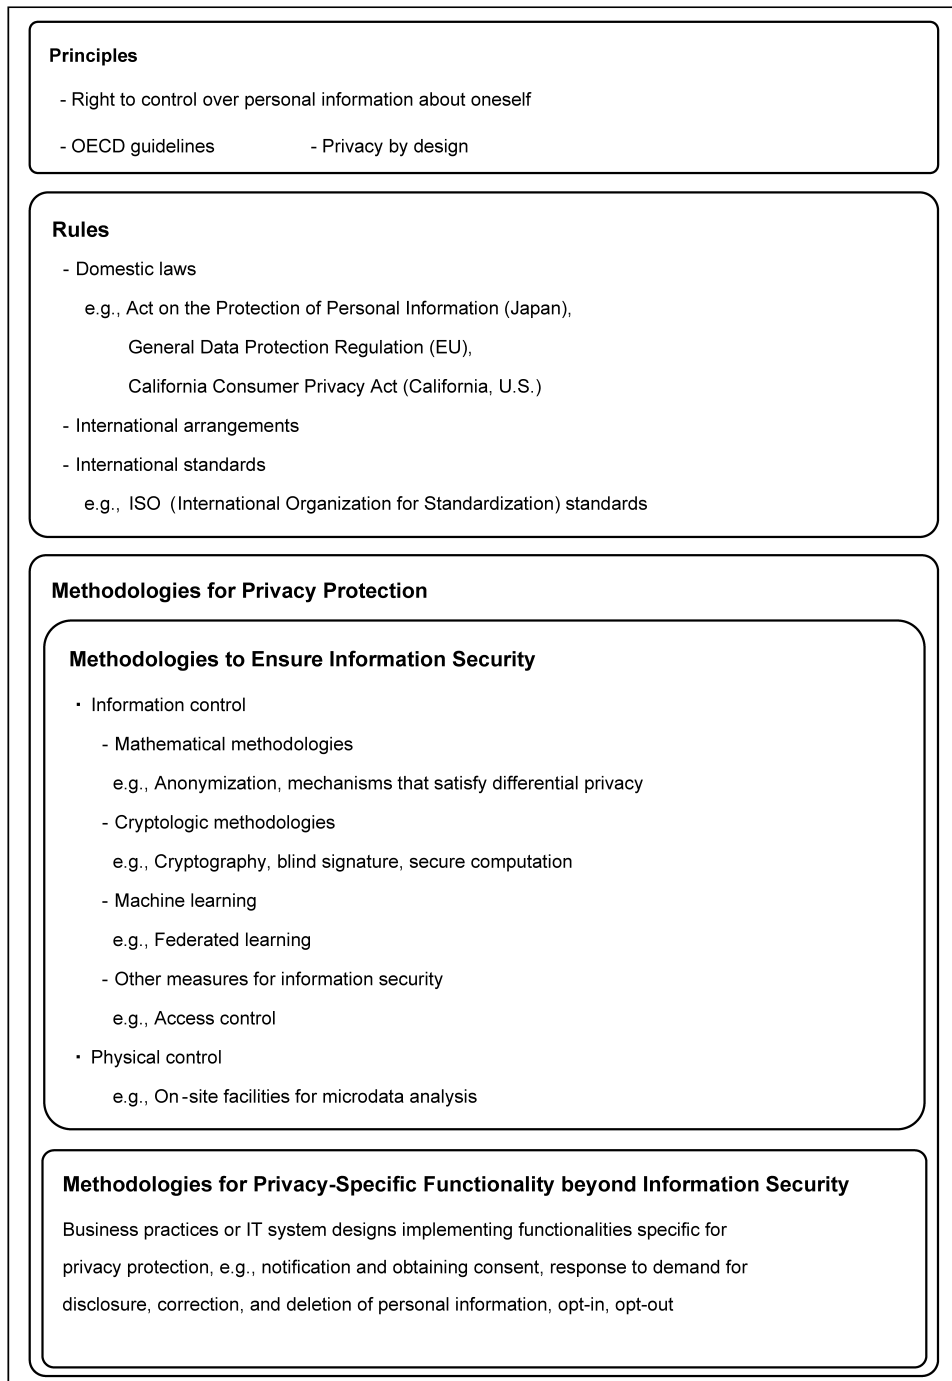 Principles
- Right to control over personal information about oneself
- OECD guidelines - Privacy by design
Rules
- Domestic laws
e.g., Act on the Protection of Personal Information (Japan),
General Data Protection Regulation (EU),
California Consumer Privacy Act (California, U.S.)
- International arrangements
- International standards
e.g., ISO (International Organization for Standardization) standards
Methodologies for Privacy Protection
Methodologies to Ensure Information Security
・ Information control
- Mathematical methodologies
e.g., Anonymization, mechanisms that satisfy differential privacy
- Cryptologic methodologies
e.g., Cryptography, blind signature, secure computation
- Machine learning
e.g., Federated learning
- Other measures for information security
e.g., Access control
・ Physical control
e.g., On-site facilities for microdata analysis
Methodologies for Privacy-Specific Functionality beyond Information Security
Business practices or IT system designs implementing functionalities specific for
privacy protection, e.g., notification and obtaining consent, response to demand for
disclosure, correction, and deletion of personal information, opt-in, opt-out